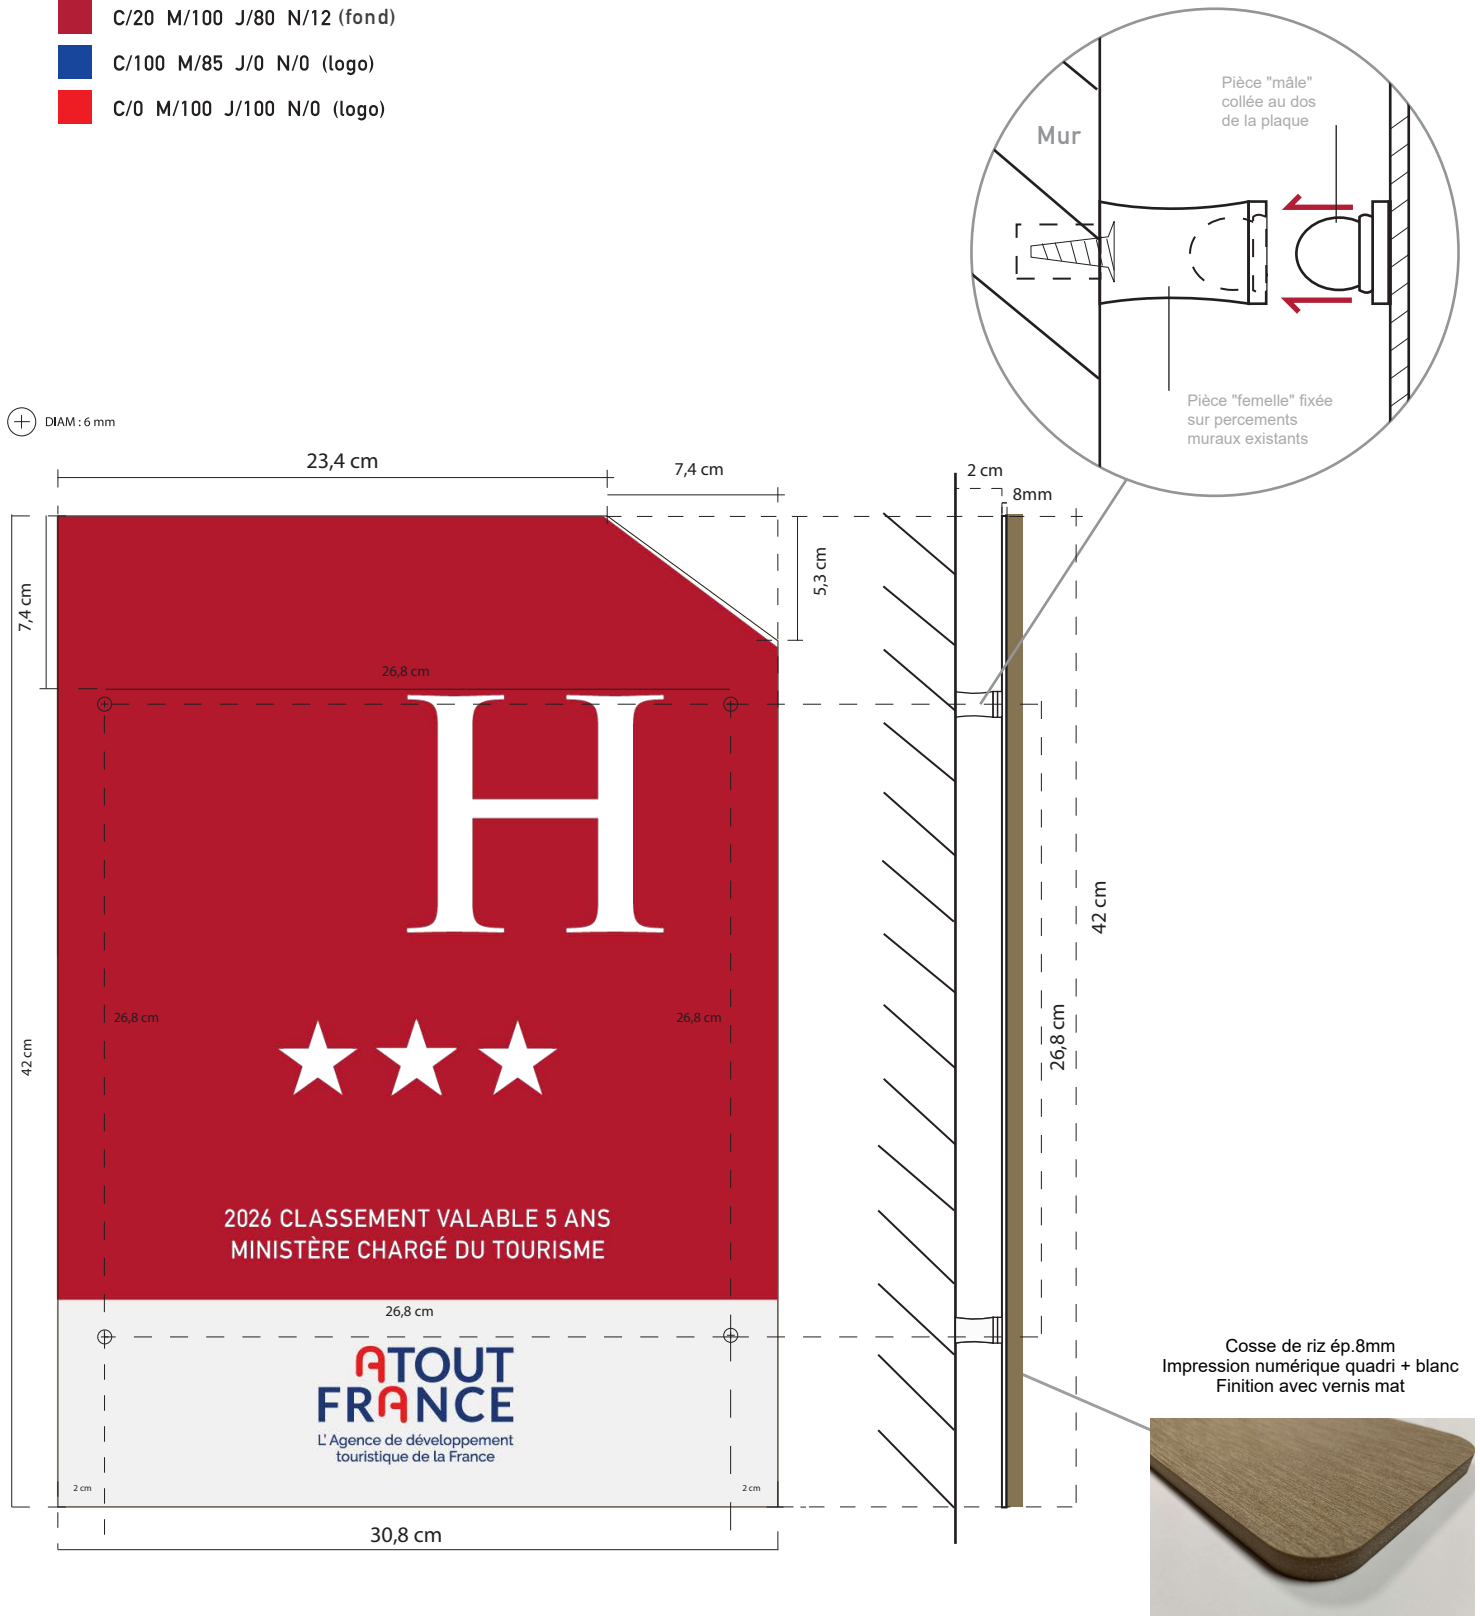 C/20 M/100 J/80 N/12 (fond)
C/100 M/85 J/0 N/0 (logo)
C/0 M/100 J/100 N/0 (logo)
Pièce "mâle"
collée au dos
de la plaque
Mur
Pièce "femelle" fixée
sur percements
muraux existants
DIAM : 6 mm
23,4 cm
7,4 cm
2 cm
8mm
7,4 cm
5,3 cm
26,8 cm
H
42 cm
26,8 cm
26,8 cm
26,8 cm
42 cm
2026 CLASSEMENT VALABLE 5 ANS
MINISTÈRE CHARGÉ DU TOURISME
26,8 cm
ATOUT
FRANCE
L'Agence de développement
touristique de la France
2 cm
2 cm
30,8 cm
Cosse de riz ép.8mm
Impression numérique quadri + blanc
Finition avec vernis mat